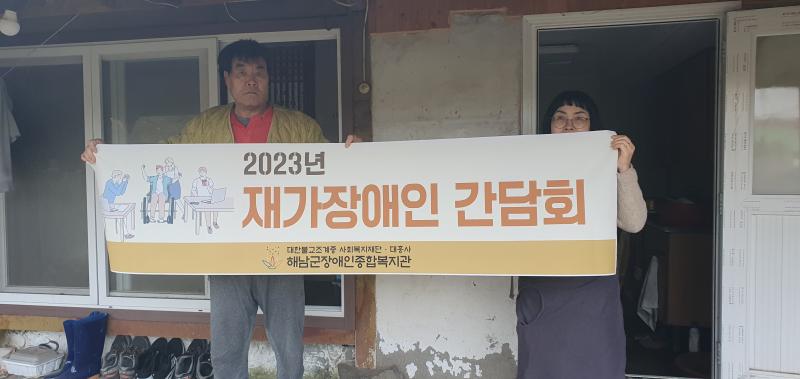 2023년
재가장애인 간담회
대한불교조계종 사회복지재단 · 대흥사
해남군장애인종합복지관